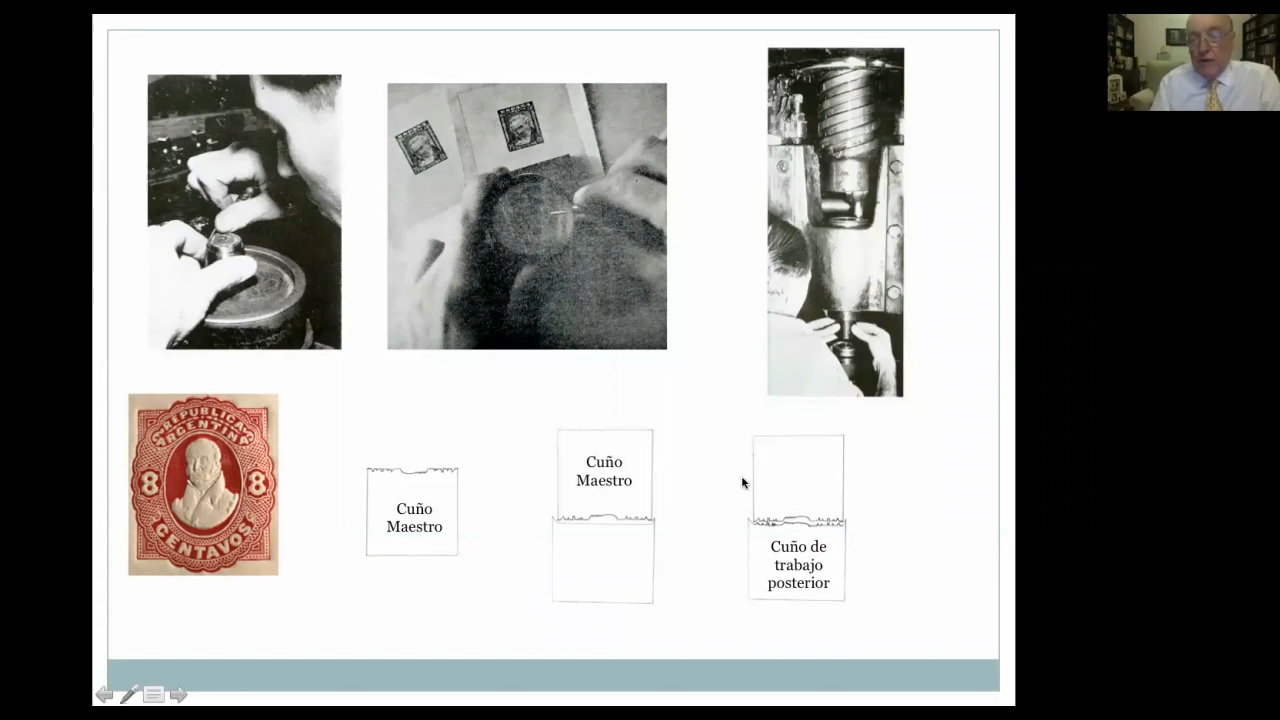 REPUBLICA
ARGENTINA
8 8
CENTAVOS
Cuño
Maestro
Cuño
Maestro
Cuño de
trabajo
posterior